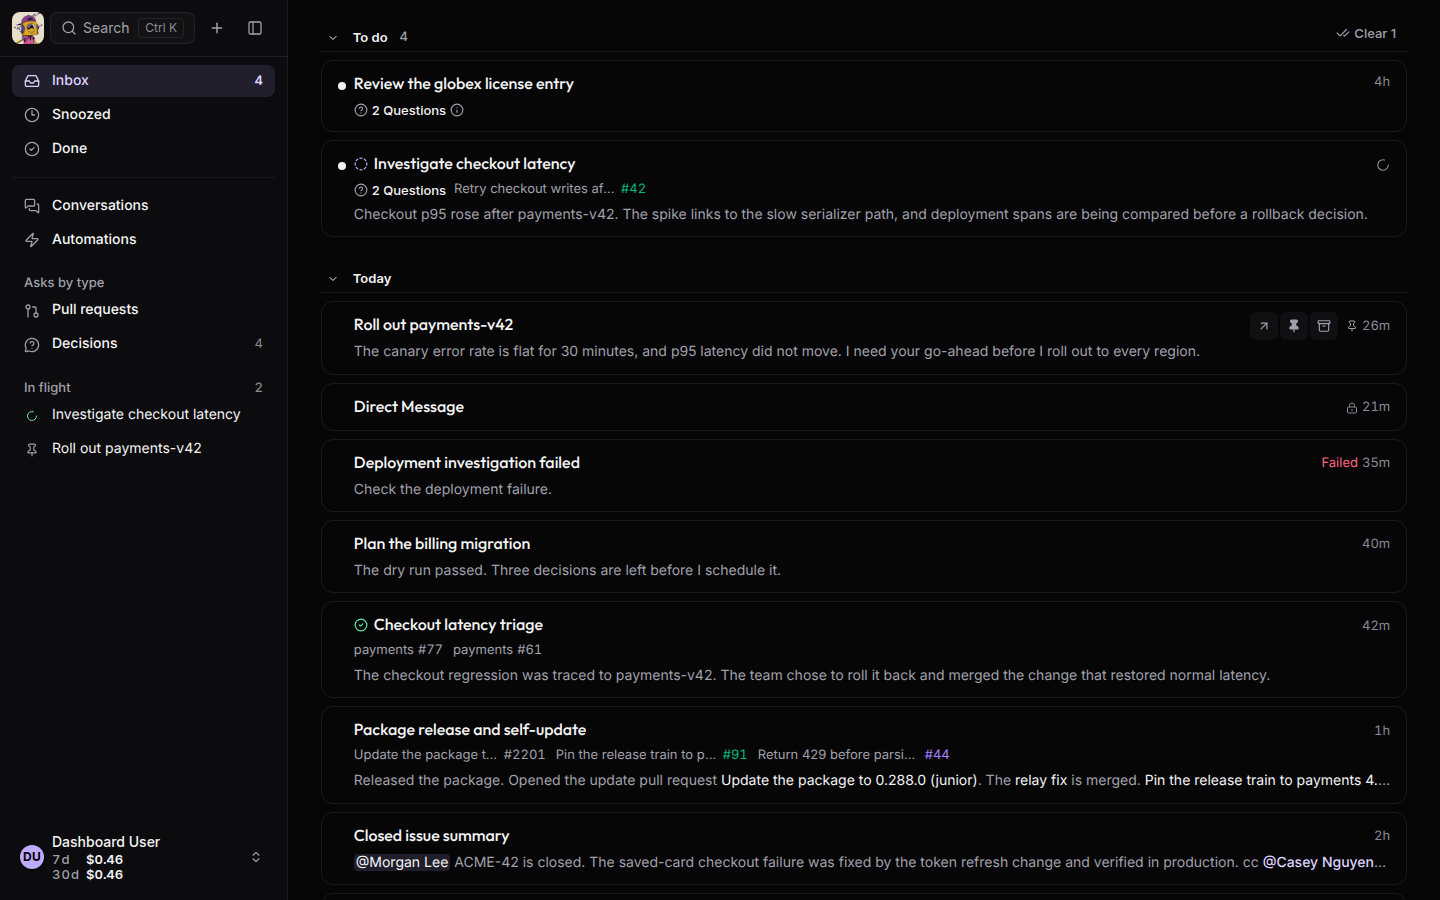 Search Ctrl K
Inbox 4
Snoozed
Done
Conversations
Automations
Asks by type
Pull requests
Decisions 4
In flight 2
Investigate checkout latency
Roll out payments-v42
DU Dashboard User
7d $0.46
30d $0.46
To do 4 Clear 1
Review the globex license entry 4h
2 Questions
Investigate checkout latency
2 Questions Retry checkout writes af... #42
Checkout p95 rose after payments-v42. The spike links to the slow serializer path, and deployment spans are being compared before a rollback decision.
Today
Roll out payments-v42 26m
The canary error rate is flat for 30 minutes, and p95 latency did not move. I need your go-ahead before I roll out to every region.
Direct Message 21m
Deployment investigation failed Failed 35m
Check the deployment failure.
Plan the billing migration 40m
The dry run passed. Three decisions are left before I schedule it.
Checkout latency triage 42m
payments #77 payments #61
The checkout regression was traced to payments-v42. The team chose to roll it back and merged the change that restored normal latency.
Package release and self-update 1h
Update the package t... #2201 Pin the release train to p... #91 Return 429 before parsi... #44
Released the package. Opened the update pull request Update the package to 0.288.0 (junior). The relay fix is merged. Pin the release train to payments 4....
Closed issue summary 2h
@Morgan Lee ACME-42 is closed. The saved-card checkout failure was fixed by the token refresh change and verified in production. cc @Casey Nguyen...